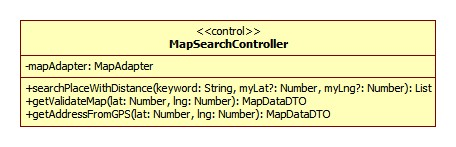 <<control>>
MapSearchController
-mapAdapter: MapAdapter
+searchPlaceWithDistance(keyword: String, myLat?: Number, myLng?: Number): List
+getValidateMap(lat: Number, lng: Number): MapDataDTO
+getAddressFromGPS(lat: Number, lng: Number): MapDataDTO